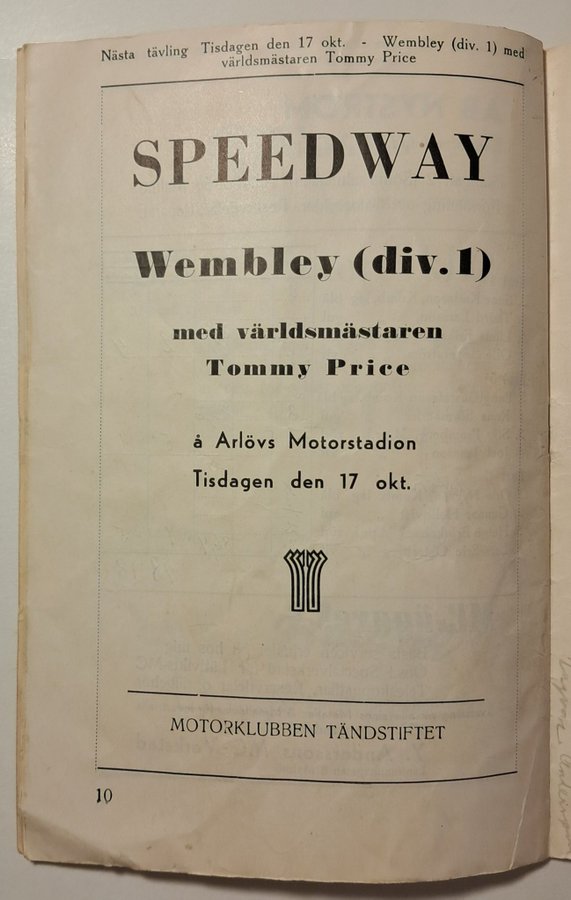 Nästa tävling Tisdagen den 17 okt. - Wembley (div. 1) med
världsmästaren Tommy Price
SPEEDWAY
Wembley (div. 1)
med världsmästaren
Tommy Price
å Arlövs Motorstadion
Tisdagen den 17 okt.
MOTORKLUBBEN TÄNDSTIFTET
10